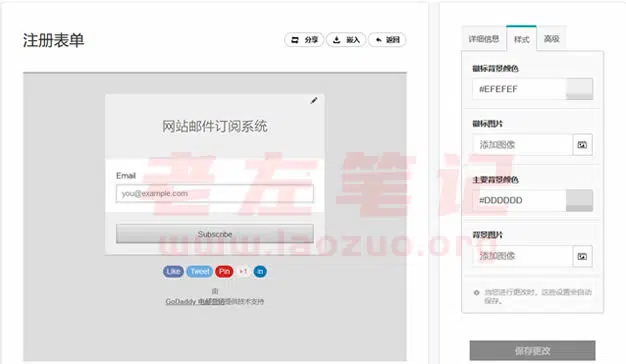 注册表单
分享
嵌入
返回
网站邮件订阅系统
Email
you@example.com
Subscribe
Like
Tweet
Pin
+1
in
由
GoDaddy 电邮营销提供技术支持
详细信息
样式
高级
徽标背景颜色
#EFEFEF
徽标图片
添加图像
主要背景颜色
#DDDDDD
背景图片
添加图像
当您进行更改时，这些设置会自动
保存。
保存更改
老左笔记
www.laozuo.org